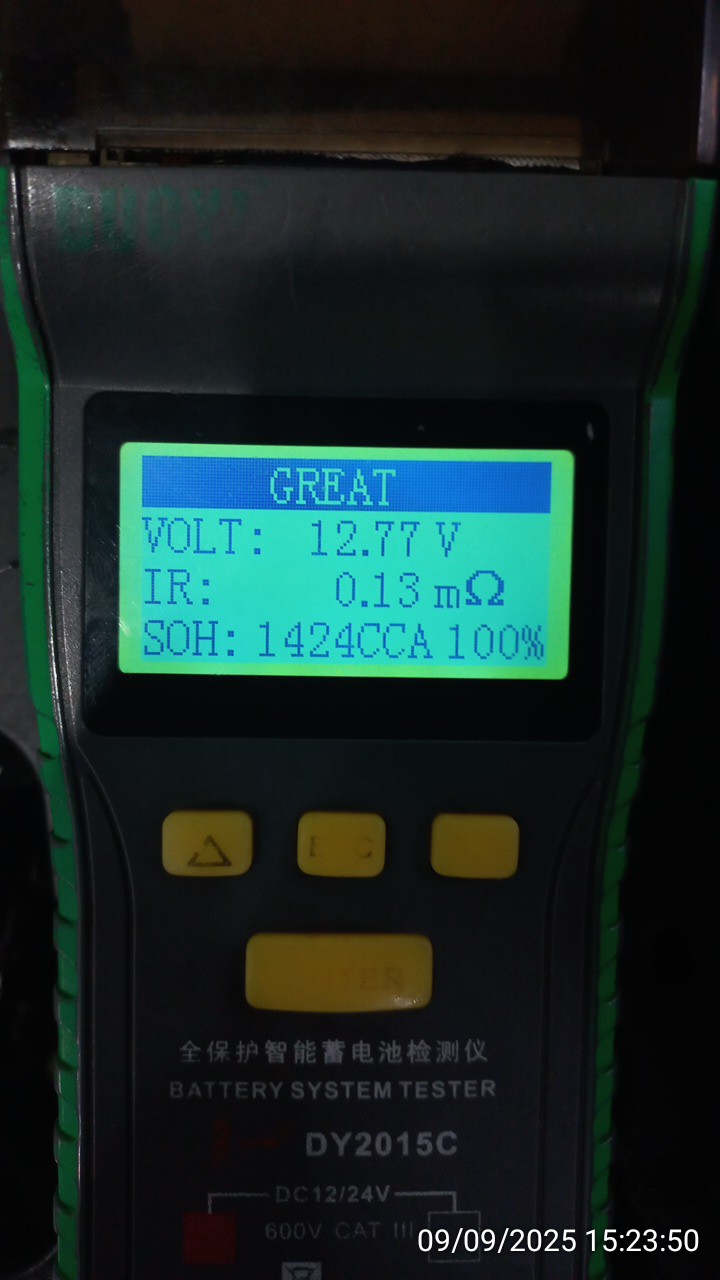 DUOYI
GREAT
VOLT: 12.77 V
IR: 0.13 mΩ
SOH: 1424CCA 100%
全保护智能蓄电池检测仪
BATTERY SYSTEM TESTER
DY2015C
DC12/24V
600V CAT III
09/09/2025 15:23:50